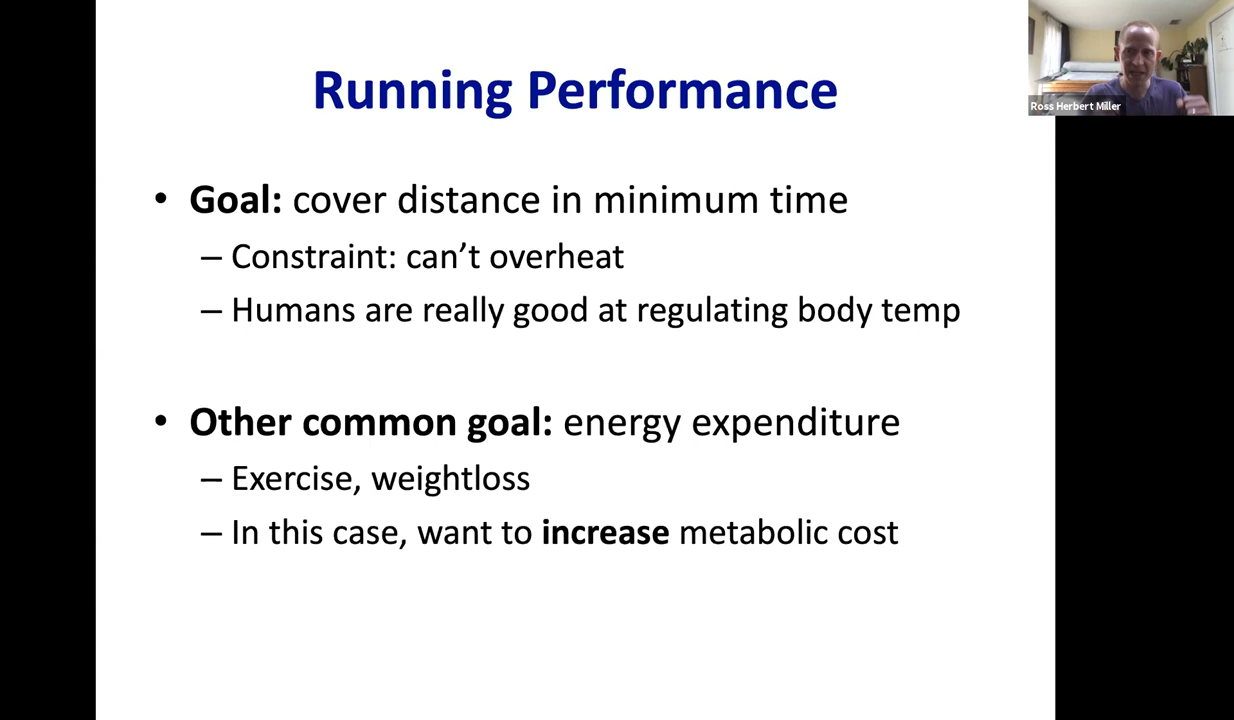 Running Performance
Ross Herbert Miller
• Goal: cover distance in minimum time
– Constraint: can’t overheat
– Humans are really good at regulating body temp
• Other common goal: energy expenditure
– Exercise, weightloss
– In this case, want to increase metabolic cost